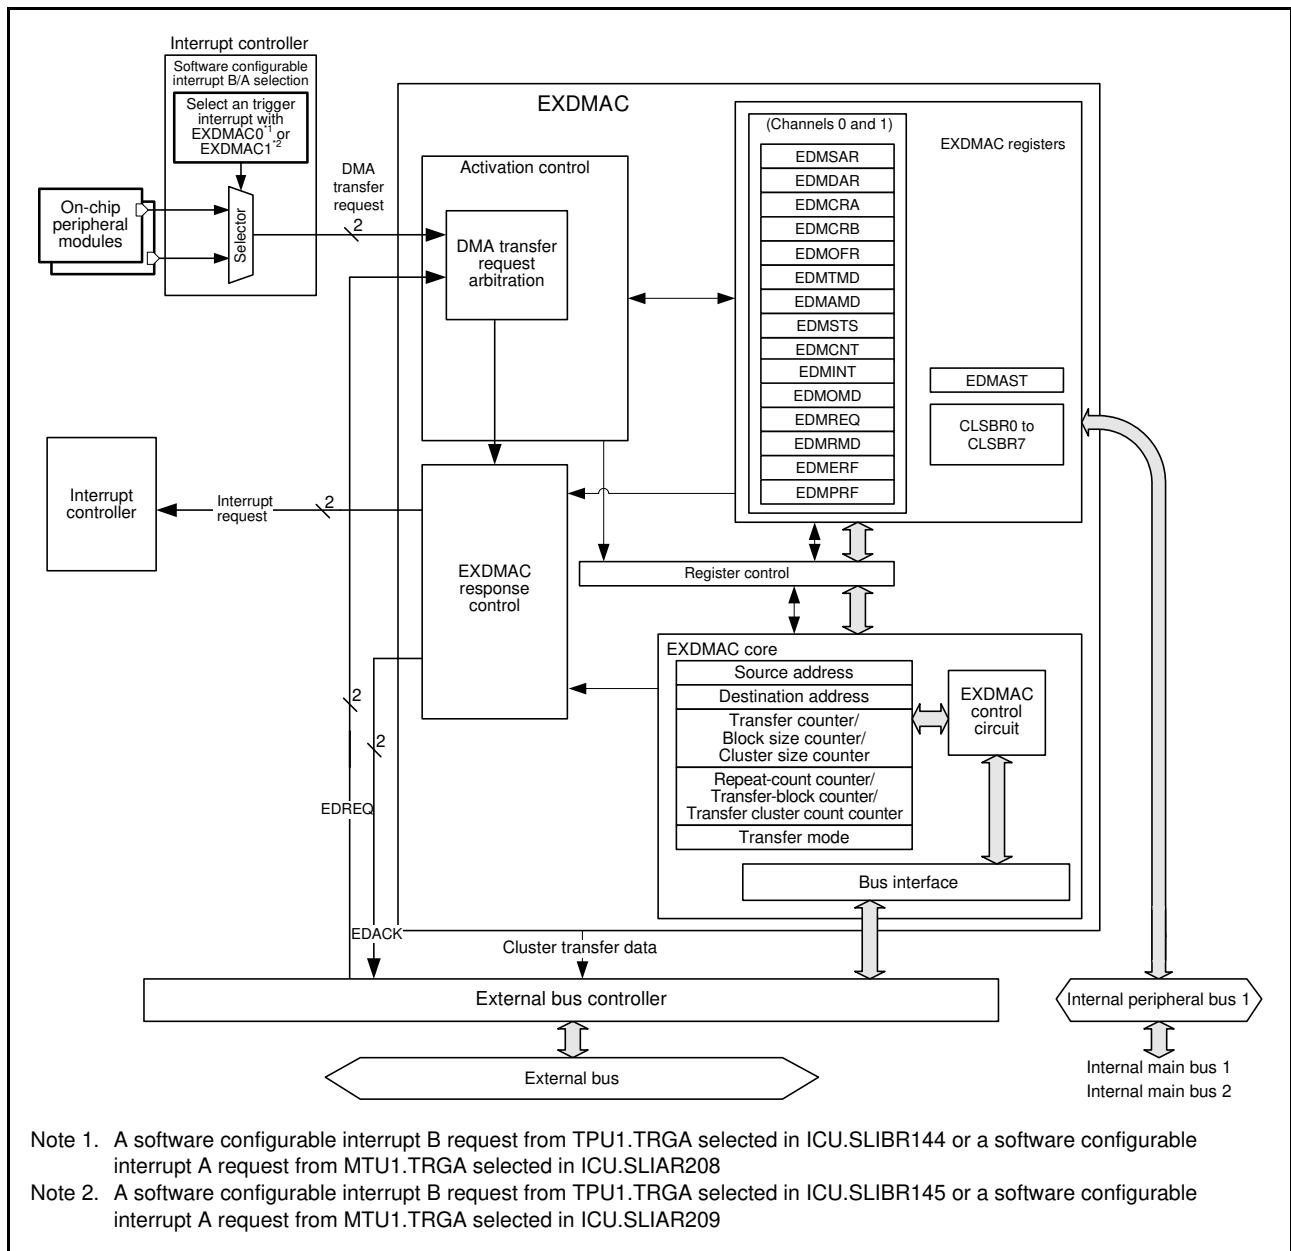 Interrupt controller
Software configurable
interrupt B/A selection
Select an trigger
interrupt with
EXDMAC0*1 or
EXDMAC1*2
On-chip
peripheral
modules
Selector
DMA
transfer
request
2
EXDMAC
Activation control
DMA transfer
request
arbitration
(Channels 0 and 1)
EXDMAC registers
EDMSAR
EDMDAR
EDMCRA
EDMCRB
EDMOFR
EDMTMD
EDMAMD
EDMSTS
EDMCNT
EDMINT
EDMOMD
EDMREQ
EDMRMD
EDMERF
EDMPRF
EDMAST
CLSBR0 to
CLSBR7
Interrupt
controller
Interrupt
request
2
EXDMAC
response
control
Register control
EXDMAC core
Source address
Destination address
Transfer counter/
Block size counter/
Cluster size counter
Repeat-count counter/
Transfer-block counter/
Transfer cluster count counter
Transfer mode
EXDMAC
control
circuit
Bus interface
2
2
EDREQ
EDACK
Cluster transfer data
External bus controller
Internal peripheral bus 1
External bus
Internal main bus 1
Internal main bus 2
Note 1. A software configurable interrupt B request from TPU1.TRGA selected in ICU.SLIBR144 or a software configurable
interrupt A request from MTU1.TRGA selected in ICU.SLIAR208
Note 2. A software configurable interrupt B request from TPU1.TRGA selected in ICU.SLIBR145 or a software configurable
interrupt A request from MTU1.TRGA selected in ICU.SLIAR209